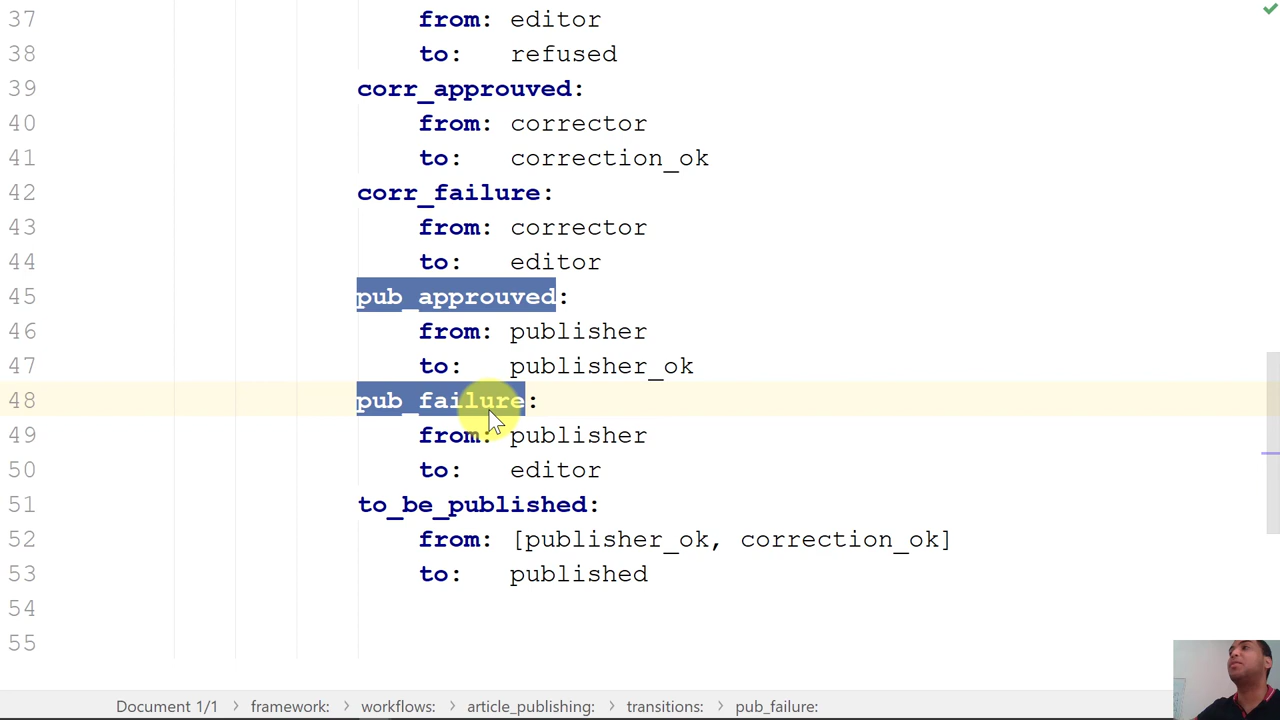 37 from: editor
38 to: refused
39 corr_approuved:
40 from: corrector
41 to: correction_ok
42 corr_failure:
43 from: corrector
44 to: editor
45 pub_approuved:
46 from: publisher
47 to: publisher_ok
48 pub_failure:
49 from: publisher
50 to: editor
51 to_be_published:
52 from: [publisher_ok, correction_ok]
53 to: published
54
55
Document 1/1 > framework: > workflows: > article_publishing: > transitions: > pub_failure: